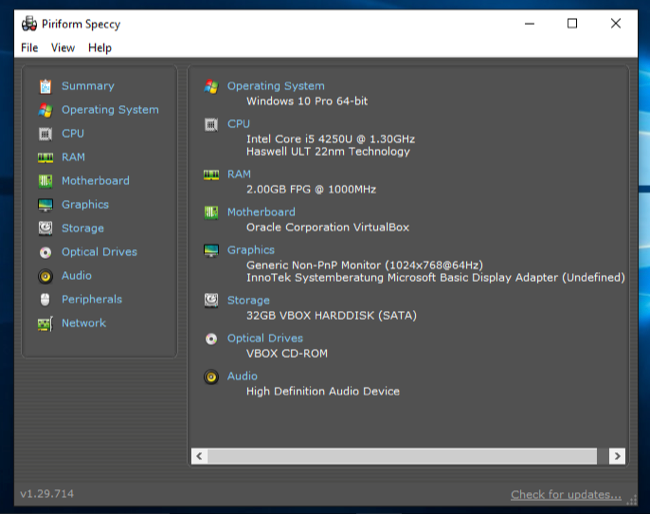 Piriform Speccy
File View Help
Summary
Operating System
CPU
RAM
Motherboard
Graphics
Storage
Optical Drives
Audio
Peripherals
Network
Operating System
Windows 10 Pro 64-bit
CPU
Intel Core i5 4250U @ 1.30GHz
Haswell ULT 22nm Technology
RAM
2.00GB FPG @ 1000MHz
Motherboard
Oracle Corporation VirtualBox
Graphics
Generic Non-PnP Monitor (1024x768@64Hz)
InnoTek Systemberatung Microsoft Basic Display Adapter (Undefined)
Storage
32GB VBOX HARDDISK (SATA)
Optical Drives
VBOX CD-ROM
Audio
High Definition Audio Device
v1.29.714
Check for updates...